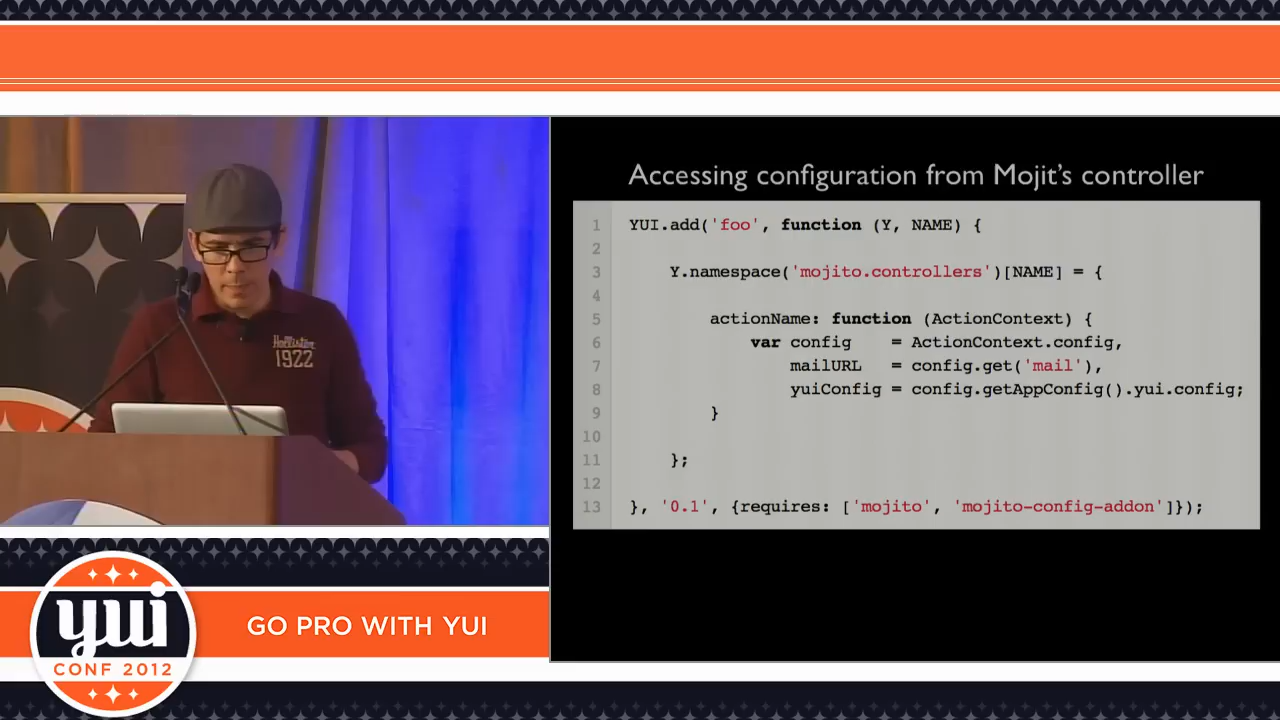 Accessing configuration from Mojit's controller
1 YUI.add('foo', function (Y, NAME) {
2
3 Y.namespace('mojito.controllers')[NAME] = {
4
5 actionName: function (ActionContext) {
6 var config = ActionContext.config,
7 mailURL = config.get('mail'),
8 yuiConfig = config.getAppConfig().yui.config;
9 }
10
11 };
12
13 }, '0.1', {requires: ['mojito', 'mojito-config-addon']});
Hollister
1922
yui
CONF 2012
GO PRO WITH YUI